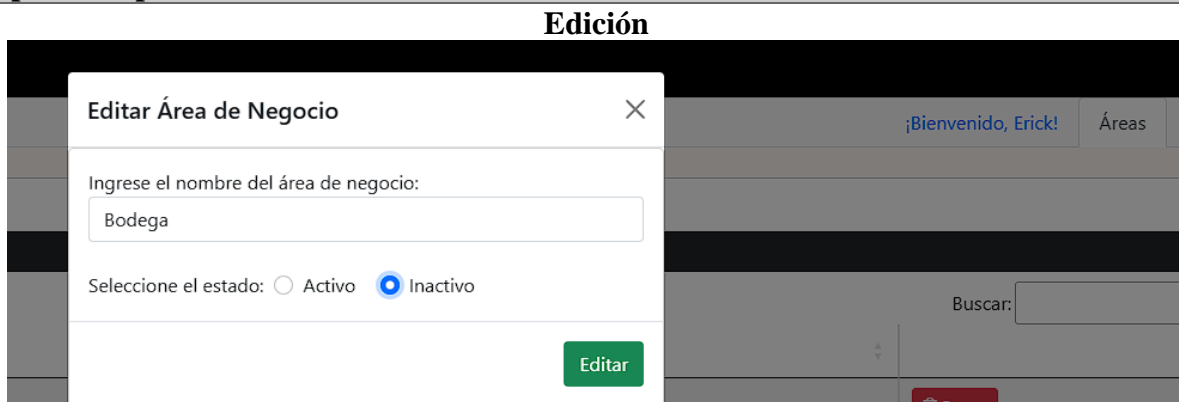 Edición
Editar Área de Negocio
¡Bienvenido, Erick!
Áreas
Ingrese el nombre del área de negocio:
Bodega
Seleccione el estado: Activo Inactivo
Buscar:
Editar